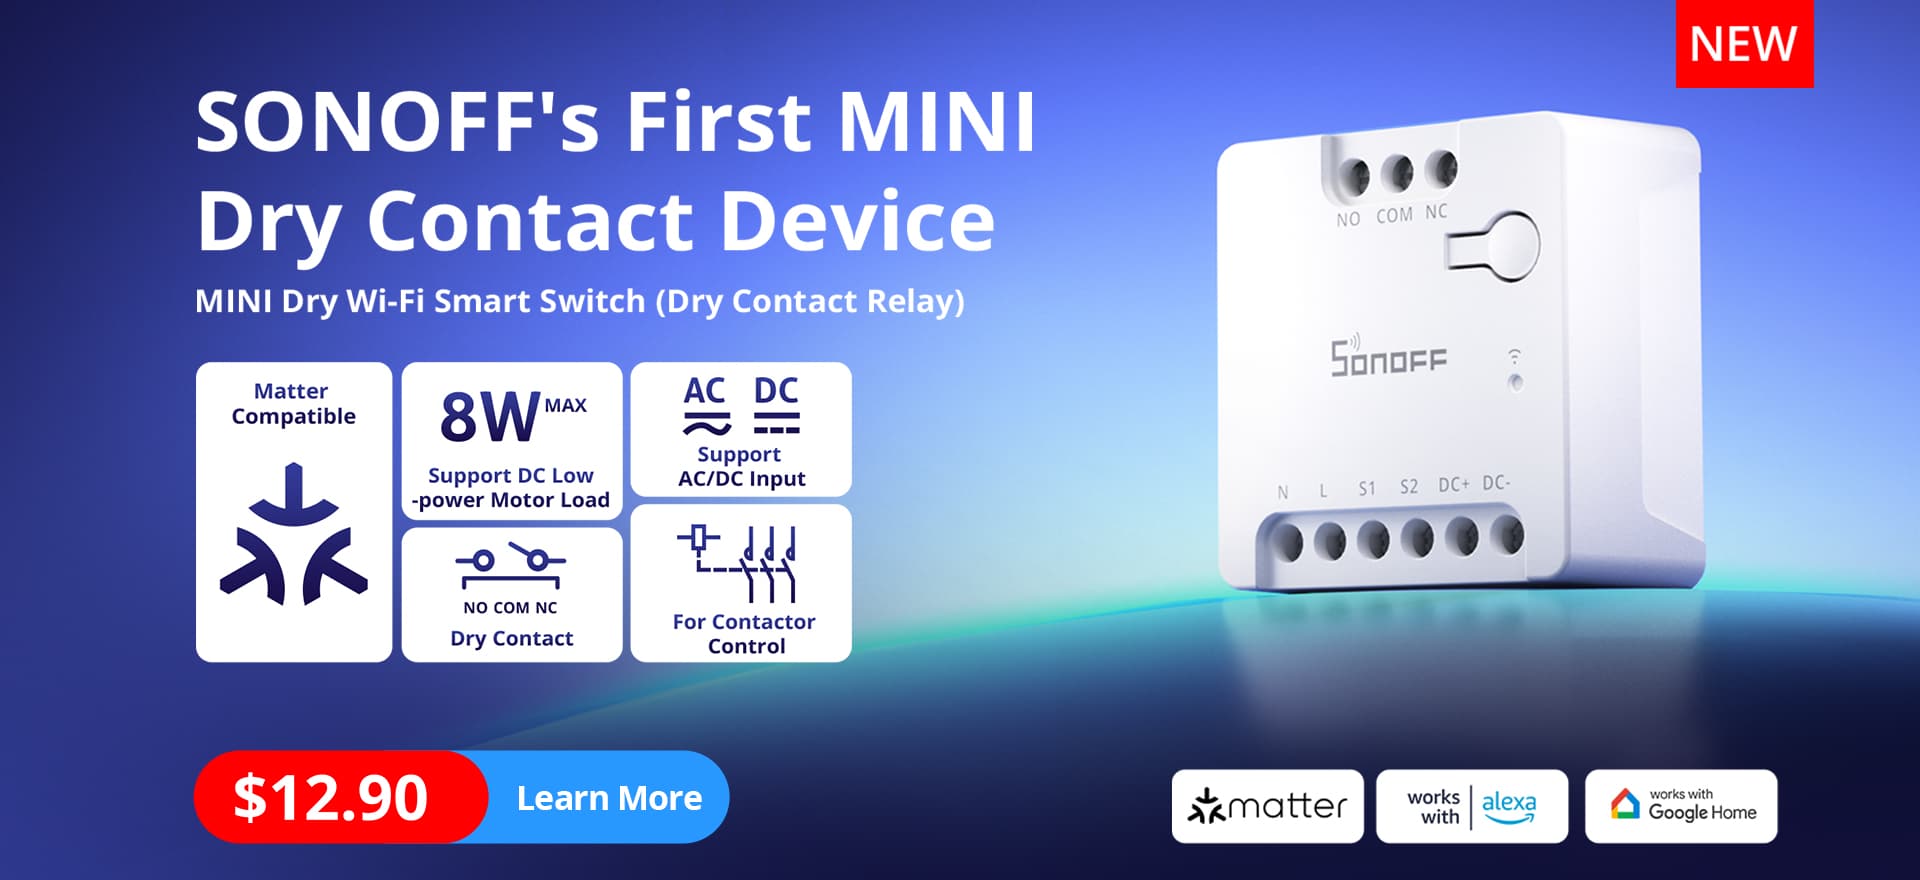 NEW
SONOFF's First MINI
Dry Contact Device
MINI Dry Wi-Fi Smart Switch (Dry Contact Relay)
Matter
Compatible
8W MAX
Support DC Low
-power Motor Load
NO COM NC
Dry Contact
AC DC
Support
AC/DC Input
For Contactor
Control
$12.90
Learn More
NO COM NC
SONOFF
N L S1 S2 DC+ DC-
matter
works
with
alexa
works with
Google Home